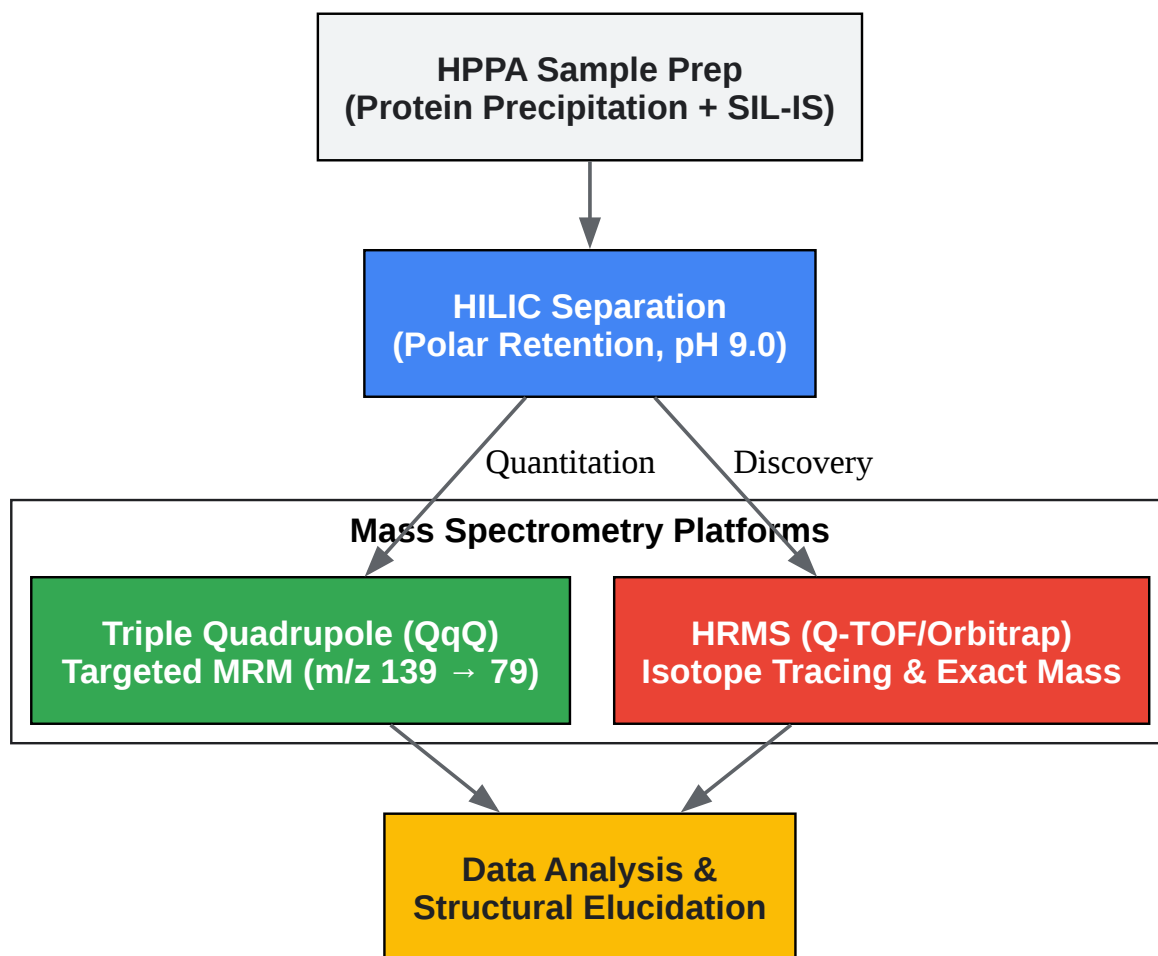 HPPA Sample Prep
(Protein Precipitation + SIL-IS)
HILIC Separation
(Polar Retention, pH 9.0)
Quantitation
Discovery
Mass Spectrometry Platforms
Triple Quadrupole (QqQ)
Targeted MRM (m/z 139 → 79)
HRMS (Q-TOF/Orbitrap)
Isotope Tracing & Exact Mass
Data Analysis &
Structural Elucidation